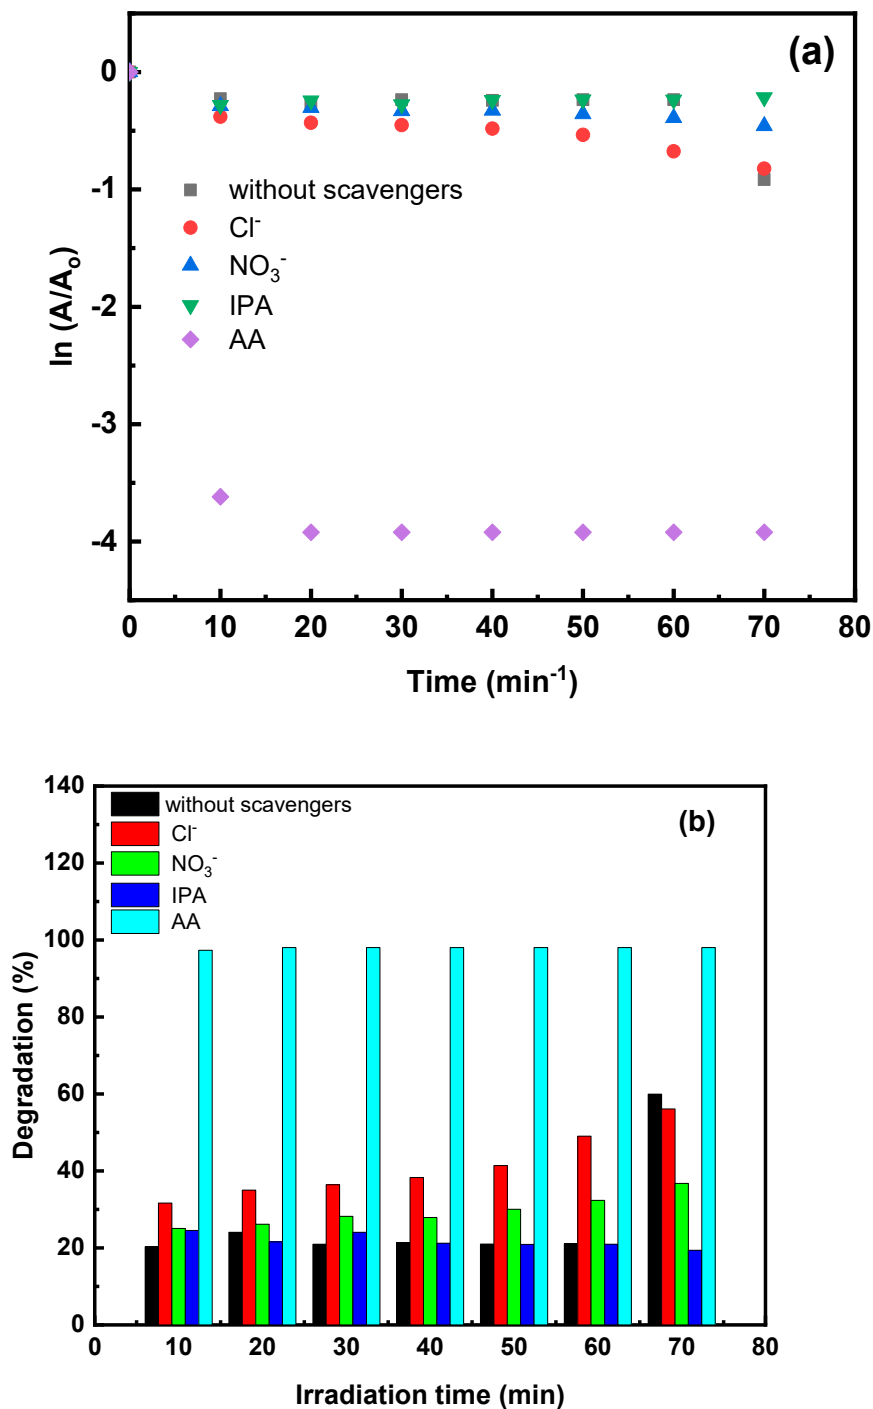 (a)
0
-1
-2
-3
-4
ln (A/Aₒ)
without scavengers
Cl⁻
NO₃⁻
IPA
AA
0 10 20 30 40 50 60 70 80
Time (min⁻¹)
(b)
140
120
100
80
60
40
20
0
Degradation (%)
without scavengers
Cl⁻
NO₃⁻
IPA
AA
0 10 20 30 40 50 60 70 80
Irradiation time (min)